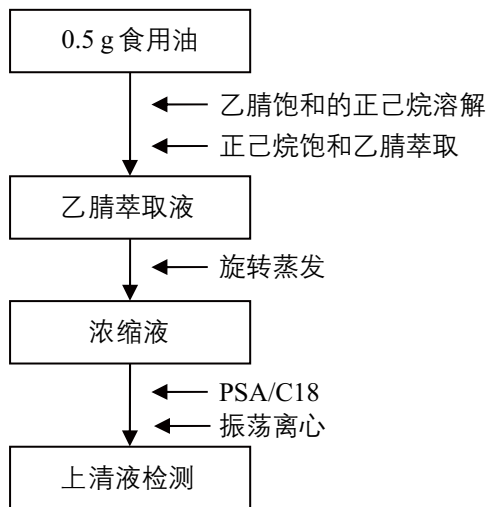 0.5 g 食用油
乙腈饱和的正己烷溶解
正己烷饱和乙腈萃取
乙腈萃取液
旋转蒸发
浓缩液
PSA/C18
振荡离心
上清液检测